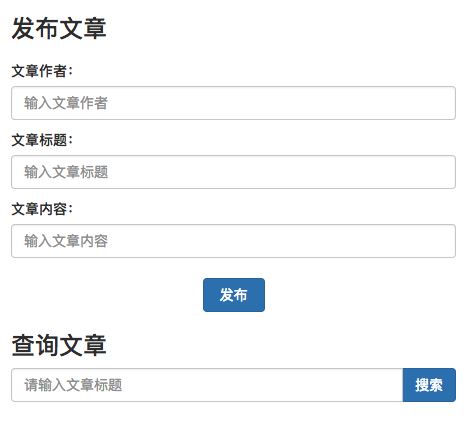 发布文章
文章作者：
输入文章作者
文章标题：
输入文章标题
文章内容：
输入文章内容
发布
查询文章
请输入文章标题
搜索